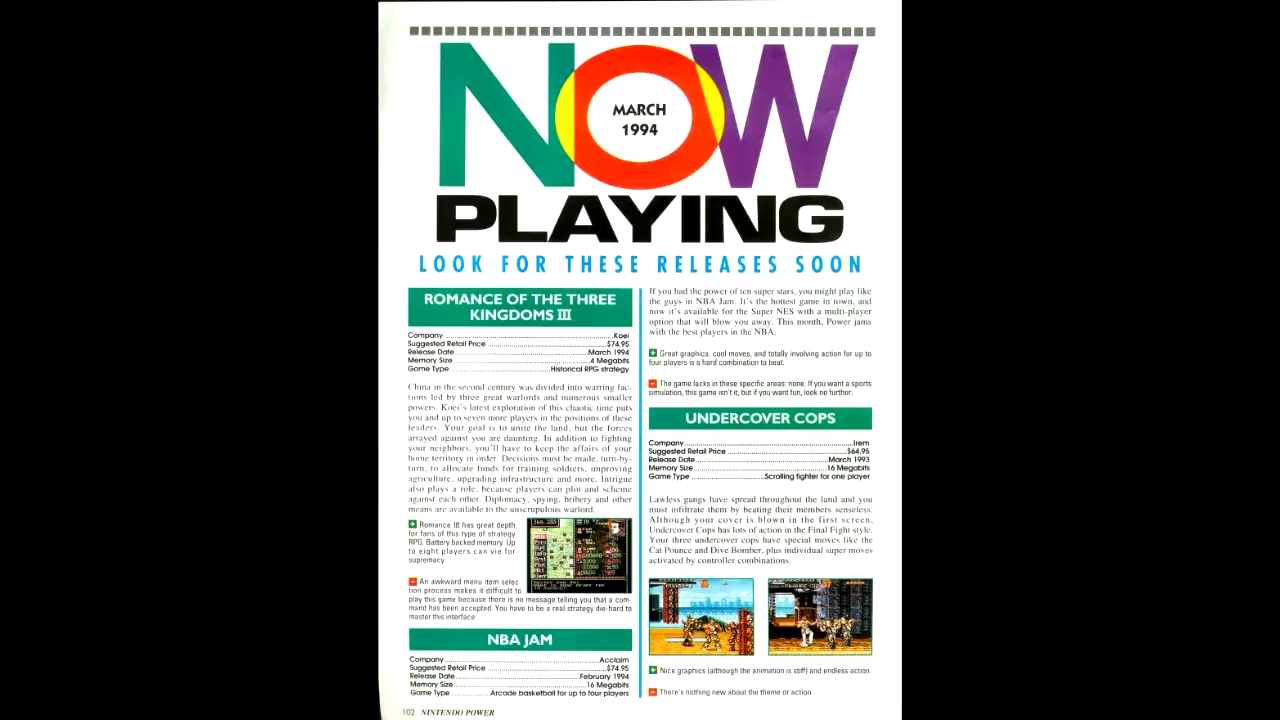 NOW
MARCH
1994
PLAYING
LOOK FOR THESE RELEASES SOON
ROMANCE OF THE THREE
KINGDOMS III
Company ........ Koei
Suggested Retail Price ........ $74.95
Release Date ........ March 1994
Memory Size ........ 4 Megabits
Game Type ........ Historical RPG strategy
China in the second century was divided into warring fac-
tions led by three great warlords and numerous smaller
powers. Koei's latest exploration of this chaotic time puts
you and up to seven more players in the positions of these
leaders. Your goal is to unite the land, but the forces
arrayed against you are daunting. In addition to fighting
your neighbors, you'll have to keep the affairs of your
home territory in order. Decisions must be made, turn-by-
turn, to allocate funds for training soldiers, improving
agriculture, upgrading infrastructure and more. Intrigue
also plays a role, because players can plot and scheme
against each other. Diplomacy, spying, bribery and other
means are available to the unscrupulous warlord.
+ Romance III has great depth
for fans of this type of strategy
RPG. Battery backed memory. Up
to eight players can vie for
supremacy
- An awkward menu item selec
tion process makes it difficult to
play this game because there is no message telling you that a com-
mand has been accepted. You have to be a real strategy die-hard to
master this interface.
NBA JAM
Company ........ Acclaim
Suggested Retail Price ........ $74.95
Release Date ........ February 1994
Memory Size ........ 16 Megabits
Game Type ........ Arcade basketball for up to four players
If you had the power of ten super stars, you might play like
the guys in NBA Jam. It's the hottest game in town, and
now it's available for the Super NES with a multi-player
option that will blow you away. This month, Power jams
with the best players in the NBA.
+ Great graphics, cool moves, and totally involving action for up to
four players is a hard combination to beat.
- The game lacks in these specific areas: none. If you want a sports
simulation, this game isn't it, but if you want fun, look no further.
UNDERCOVER COPS
Company ........ Irem
Suggested Retail Price ........ $64.95
Release Date ........ March 1993
Memory Size ........ 16 Megabits
Game Type ........ Scrolling fighter for one player
Lawless gangs have spread throughout the land and you
must infiltrate them by beating their members senseless.
Although your cover is blown in the first screen,
Undercover Cops has lots of action in the Final Fight style.
Your three undercover cops have special moves like the
Cat Pounce and Dive Bomber, plus individual super moves
activated by controller combinations.
+ Nice graphics (although the animation is stiff) and endless action.
- There's nothing new about the theme or action.
102 NINTENDO POWER